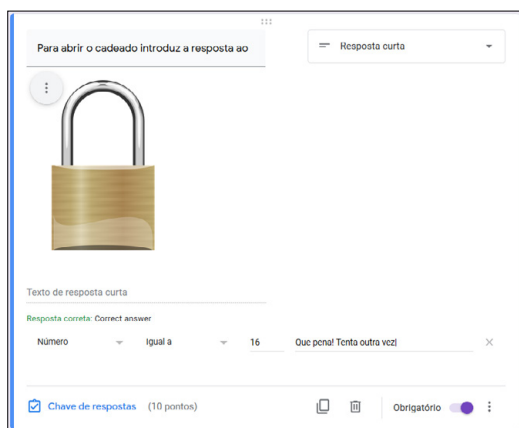 Para abrir o cadeado introduz a resposta ao
Resposta curta
Texto de resposta curta
Resposta correta: Correct answer
Número Igual a 16 Que pena! Tenta outra vez!
Chave de respostas (10 pontos) Obrigatório